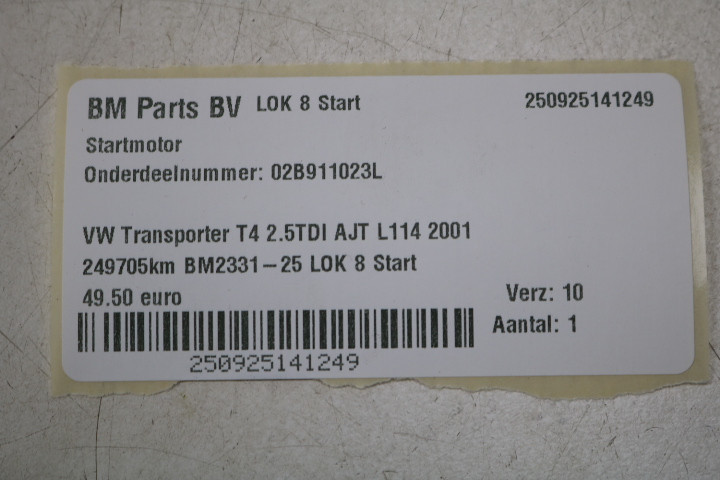 BM Parts BV LOK 8 Start 250925141249
Startmotor
Onderdeelnummer: 02B911023L
VW Transporter T4 2.5TDI AJT L114 2001
249705km BM2331-25 LOK 8 Start
49.50 euro Verz: 10
Aantal: 1
250925141249